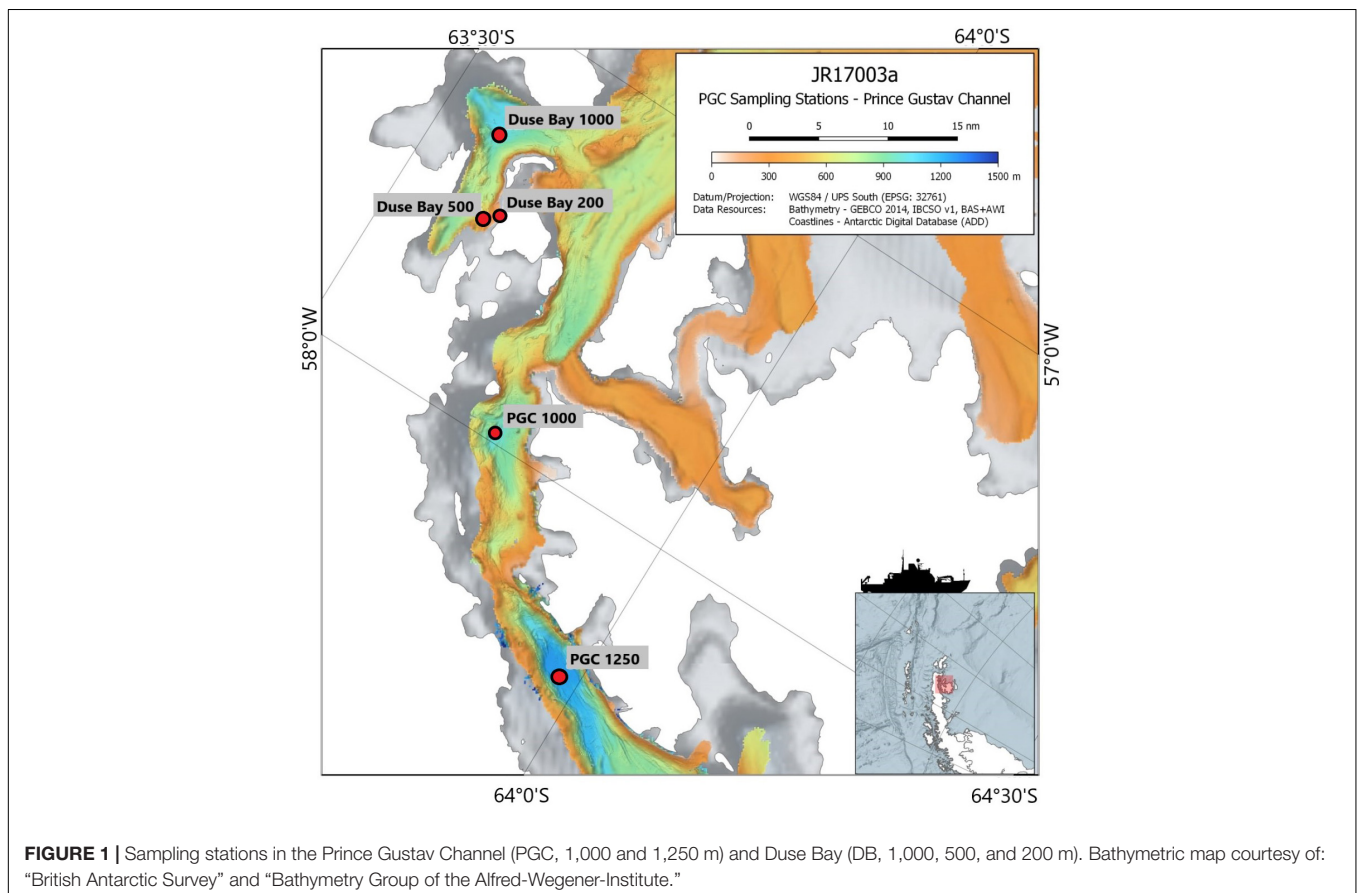 63°30'S
64°0'S
JR17003a
PGC Sampling Stations - Prince Gustav Channel
0 5 10 15 nm
0 300 600 900 1200 1500 m
Datum/Projection: WGS84 / UPS South (EPSG: 32761)
Data Resources: Bathymetry - GEBCO 2014, IBCSO v1, BAS+AWI
Coastlines - Antarctic Digital Database (ADD)
Duse Bay 1000
Duse Bay 500
Duse Bay 200
58°0'W
57°0'W
PGC 1000
PGC 1250
64°0'S
64°30'S
FIGURE 1 | Sampling stations in the Prince Gustav Channel (PGC, 1,000 and 1,250 m) and Duse Bay (DB, 1,000, 500, and 200 m). Bathymetric map courtesy of:
“British Antarctic Survey” and “Bathymetry Group of the Alfred-Wegener-Institute.”